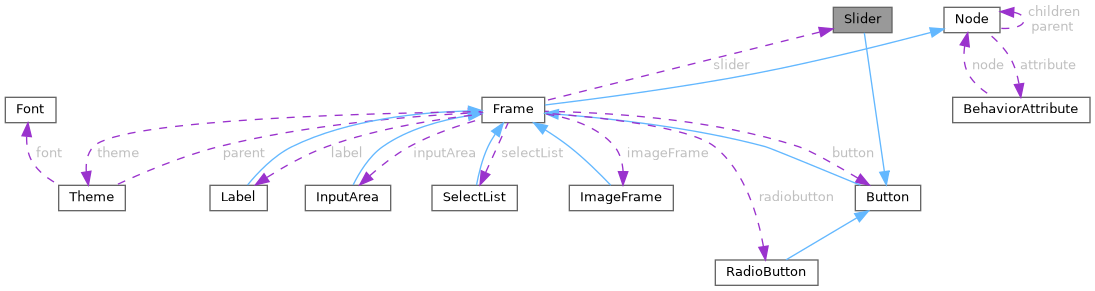 Slider
Node
children
parent
slider
node
attribute
Font
Frame
BehaviorAttribute
font
theme
parent
label
inputArea
selectList
imageFrame
button
Theme
Label
InputArea
SelectList
ImageFrame
radiobutton
Button
RadioButton